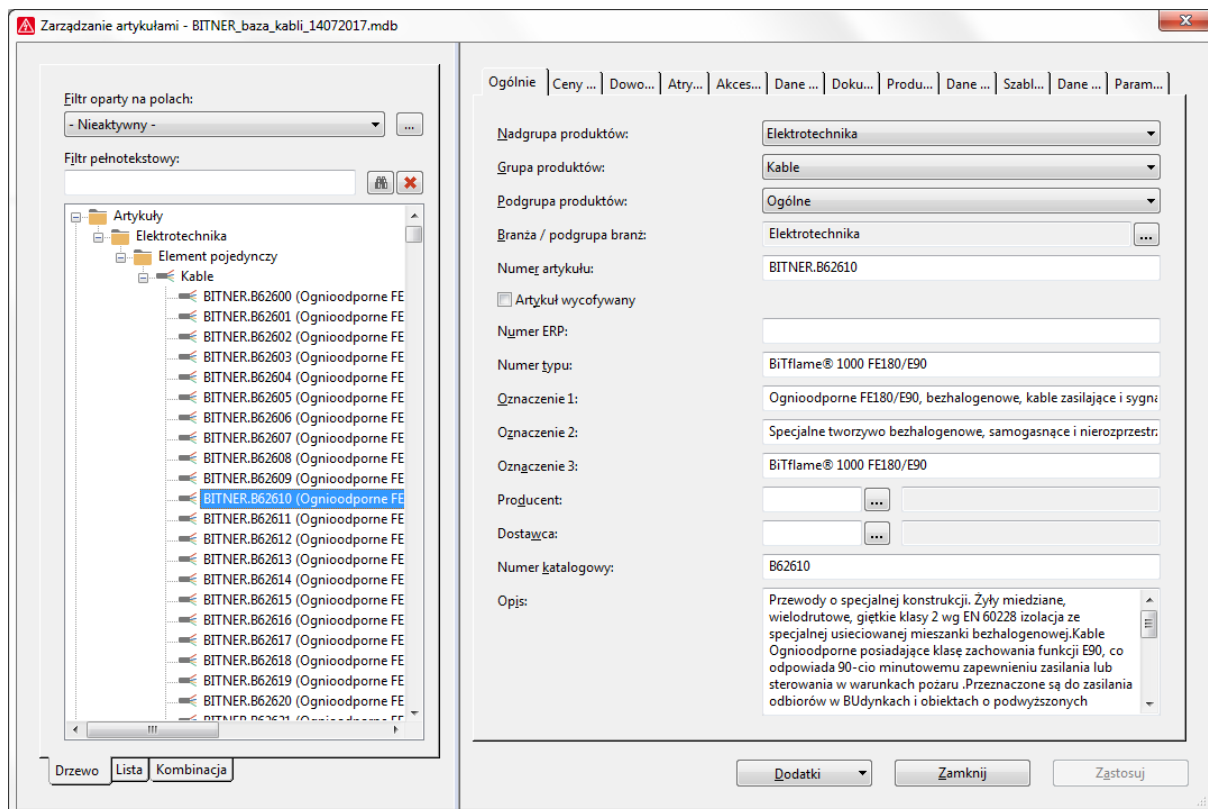 Zarządzanie artykułami - BITNER_baza_kabli_14072017.mdb
Filtr oparty na polach:
- Nieaktywny -
...
Filtr pełnotekstowy:
Artykuły
Elektrotechnika
Element pojedynczy
Kable
BITNER.B62600 (Ognioodporne FE
BITNER.B62601 (Ognioodporne FE
BITNER.B62602 (Ognioodporne FE
BITNER.B62603 (Ognioodporne FE
BITNER.B62604 (Ognioodporne FE
BITNER.B62605 (Ognioodporne FE
BITNER.B62606 (Ognioodporne FE
BITNER.B62607 (Ognioodporne FE
BITNER.B62608 (Ognioodporne FE
BITNER.B62609 (Ognioodporne FE
BITNER.B62610 (Ognioodporne FE
BITNER.B62611 (Ognioodporne FE
BITNER.B62612 (Ognioodporne FE
BITNER.B62613 (Ognioodporne FE
BITNER.B62614 (Ognioodporne FE
BITNER.B62615 (Ognioodporne FE
BITNER.B62616 (Ognioodporne FE
BITNER.B62617 (Ognioodporne FE
BITNER.B62618 (Ognioodporne FE
BITNER.B62619 (Ognioodporne FE
BITNER.B62620 (Ognioodporne FE
BITNER.B62621 (Ognioodporne FE
Drzewo Lista Kombinacja
Ogólnie Ceny ... Dowo... Atry... Akces... Dane ... Doku... Produ... Dane ... Szabl... Dane ... Param...
Nadgrupa produktów: Elektrotechnika
Grupa produktów: Kable
Podgrupa produktów: Ogólne
Branża / podgrupa branż: Elektrotechnika ...
Numer artykułu: BITNER.B62610
Artykuł wycofywany
Numer ERP:
Numer typu: BiTflame® 1000 FE180/E90
Oznaczenie 1: Ognioodporne FE180/E90, bezhalogenowe, kable zasilające i sygna
Oznaczenie 2: Specjalne tworzywo bezhalogenowe, samogasnące i nierozprzestrz
Oznaczenie 3: BiTflame® 1000 FE180/E90
Producent: ...
Dostawca: ...
Numer katalogowy: B62610
Opis: Przewody o specjalnej konstrukcji. Żyły miedziane,
wielodrutowe, giętkie klasy 2 wg EN 60228 izolacja ze
specjalnej usieciowanej mieszanki bezhalogenowej.Kable
Ognioodporne posiadające klasę zachowania funkcji E90, co
odpowiada 90-cio minutowemu zapewnieniu zasilania lub
sterowania w warunkach pożaru .Przeznaczone są do zasilania
odbiorów w BUdynkach i obiektach o podwyższonych
Dodatki Zamknij Zastosuj